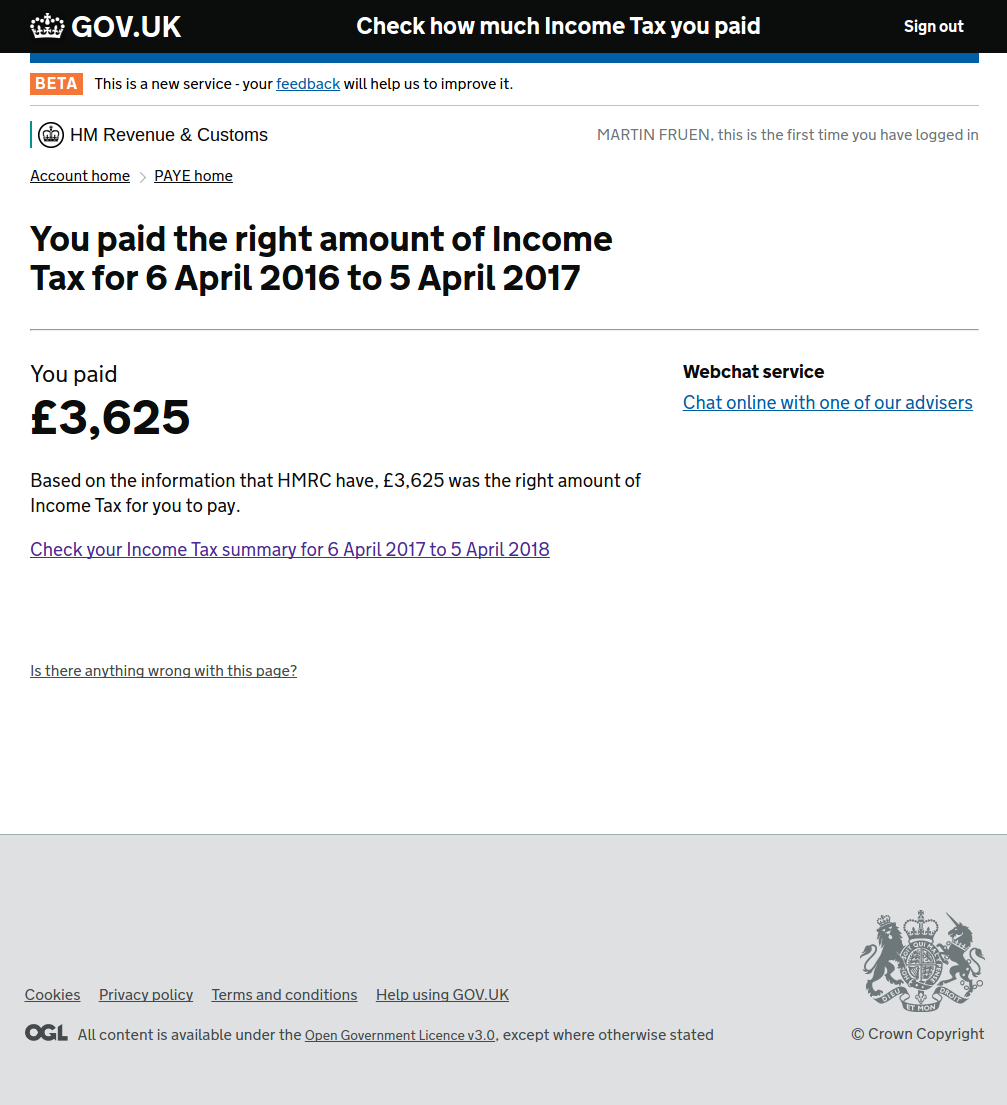 GOV.UK Check how much Income Tax you paid Sign out
BETA This is a new service - your feedback will help us to improve it.
HM Revenue & Customs MARTIN FRUEN, this is the first time you have logged in
Account home PAYE home
You paid the right amount of Income
Tax for 6 April 2016 to 5 April 2017
You paid
£3,625
Webchat service
Chat online with one of our advisers
Based on the information that HMRC have, £3,625 was the right amount of
Income Tax for you to pay.
Check your Income Tax summary for 6 April 2017 to 5 April 2018
Is there anything wrong with this page?
Cookies Privacy policy Terms and conditions Help using GOV.UK
OGL All content is available under the Open Government Licence v3.0, except where otherwise stated
DIEU ET MON DROIT
© Crown Copyright